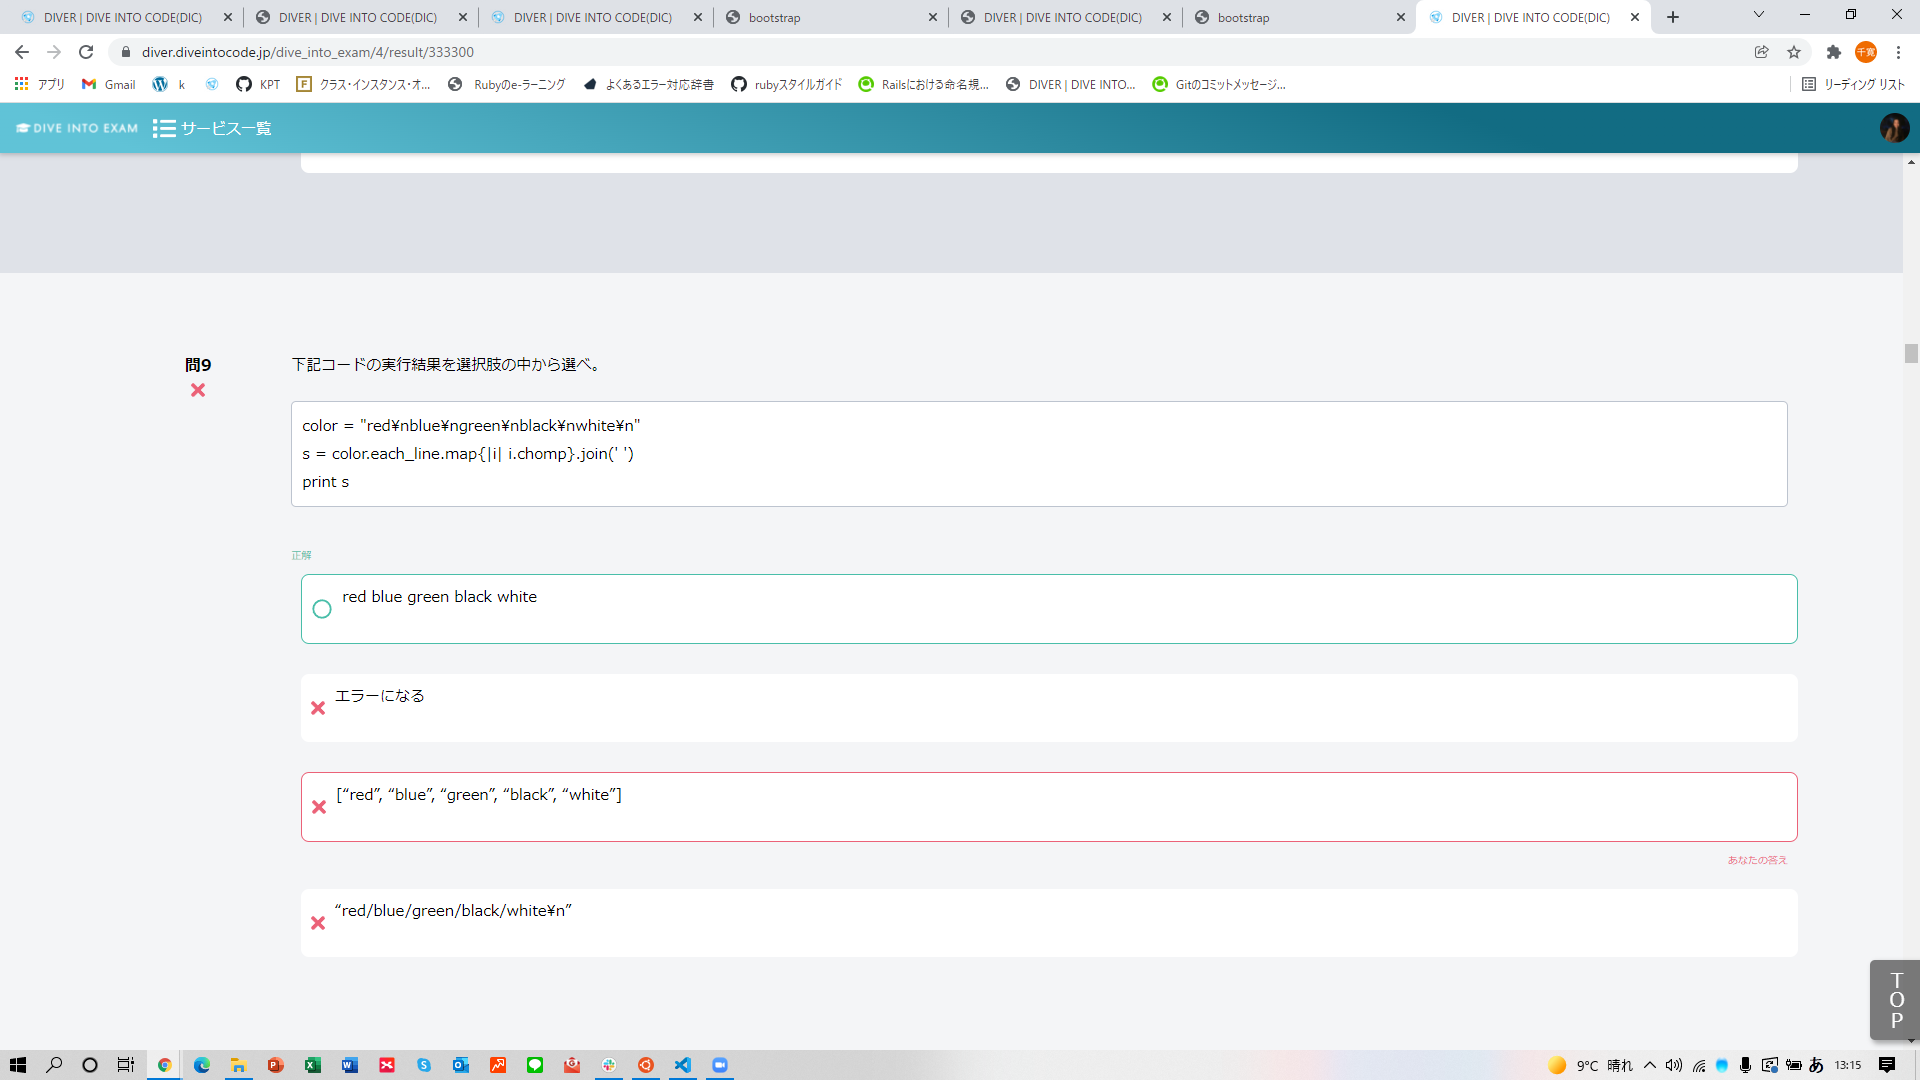 DIVER | DIVE INTO CODE(DIC)
DIVER | DIVE INTO CODE(DIC)
DIVER | DIVE INTO CODE(DIC)
bootstrap
DIVER | DIVE INTO CODE(DIC)
bootstrap
DIVER | DIVE INTO CODE(DIC)
diver.diveintocode.jp/dive_into_exam/4/result/333300
千寛
アプリ
Gmail
k
KPT
クラス・インスタンス・オ...
Rubyのe-ラーニング
よくあるエラー対応辞書
rubyスタイルガイド
Railsにおける命名規...
DIVER | DIVE INTO...
Gitのコミットメッセージ...
リーディング リスト
DIVE INTO EXAM
サービス一覧
問9
下記コードの実行結果を選択肢の中から選べ。
color = "red¥nblue¥ngreen¥nblack¥nwhite¥n"
s = color.each_line.map{|i| i.chomp}.join(' ')
print s
正解
red blue green black white
エラーになる
[“red”, “blue”, “green”, “black”, “white”]
あなたの答え
“red/blue/green/black/white¥n”
TOP
9°C 晴れ
あ
13:15